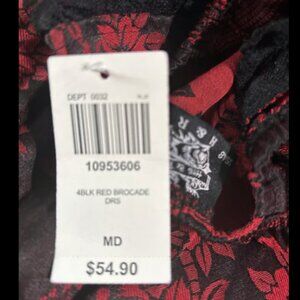 DEPT 0032
10953606
4BLK RED BROCADE
DRS
MD
$54.90